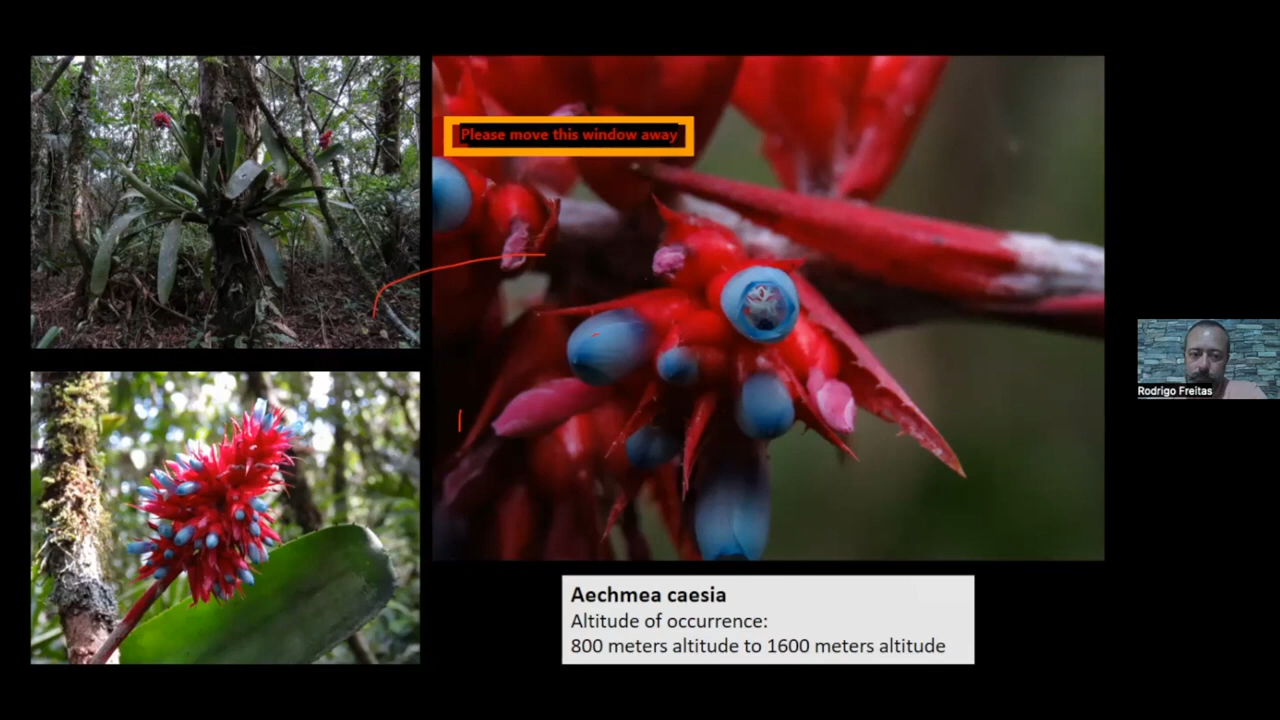 Please move this window away
Rodrigo Freitas
Aechmea caesia
Altitude of occurrence:
800 meters altitude to 1600 meters altitude